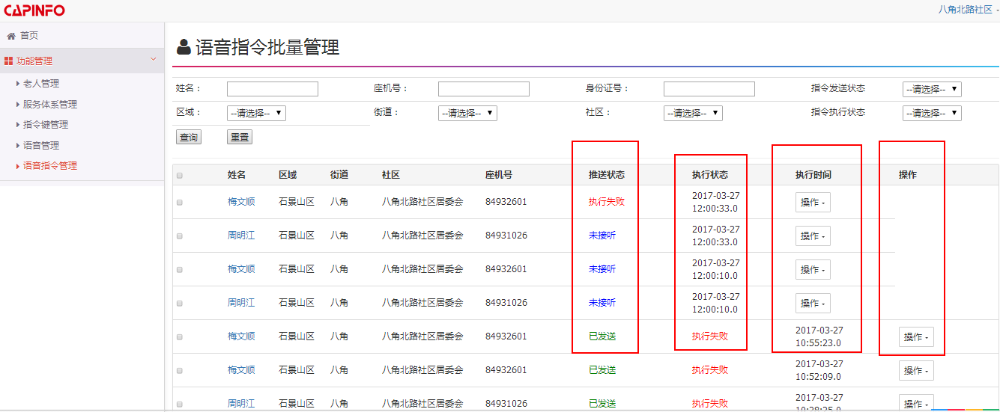 CAPINFO
八角北路社区
首页
功能管理
老人管理
服务体系管理
指令键管理
语音管理
语音指令管理
语音指令批量管理
姓名： 座机号： 身份证号： 指令发送状态 --请选择--
区域： --请选择-- 街道： --请选择-- 社区： --请选择-- 指令执行状态 --请选择--
查询 重置
姓名 区域 街道 社区 座机号 推送状态 执行状态 执行时间 操作
梅文顺 石景山区 八角 八角北路社区居委会 84932601 执行失败 2017-03-27 12:00:33.0 操作 -
周明江 石景山区 八角 八角北路社区居委会 84931026 未接听 2017-03-27 12:00:33.0 操作 -
梅文顺 石景山区 八角 八角北路社区居委会 84932601 未接听 2017-03-27 12:00:10.0 操作 -
周明江 石景山区 八角 八角北路社区居委会 84931026 未接听 2017-03-27 12:00:10.0 操作 -
梅文顺 石景山区 八角 八角北路社区居委会 84932601 已发送 执行失败 2017-03-27 10:55:23.0 操作 -
梅文顺 石景山区 八角 八角北路社区居委会 84932601 已发送 执行失败 2017-03-27 10:52:09.0 操作 -
周明江 石景山区 八角 八角北路社区居委会 84931026 已发送 执行失败 2017-03-27 操作 -